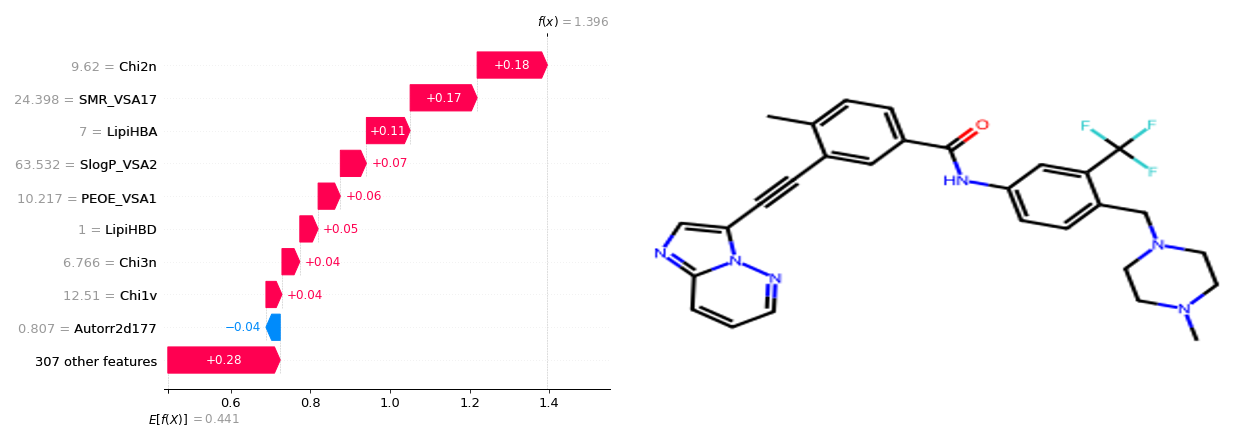 f(x) = 1.396
9.62 = Chi2n
+0.18
24.398 = SMR_VSA17
+0.17
7 = LipiHBA
+0.11
63.532 = SlogP_VSA2
+0.07
10.217 = PEOE_VSA1
+0.06
1 = LipiHBD
+0.05
6.766 = Chi3n
+0.04
12.51 = Chi1v
+0.04
0.807 = Autorr2d177
−0.04
307 other features
+0.28
0.6 0.8 1.0 1.2 1.4
E[f(X)] = 0.441
O
F F
F
HN
N
N
N
N
N